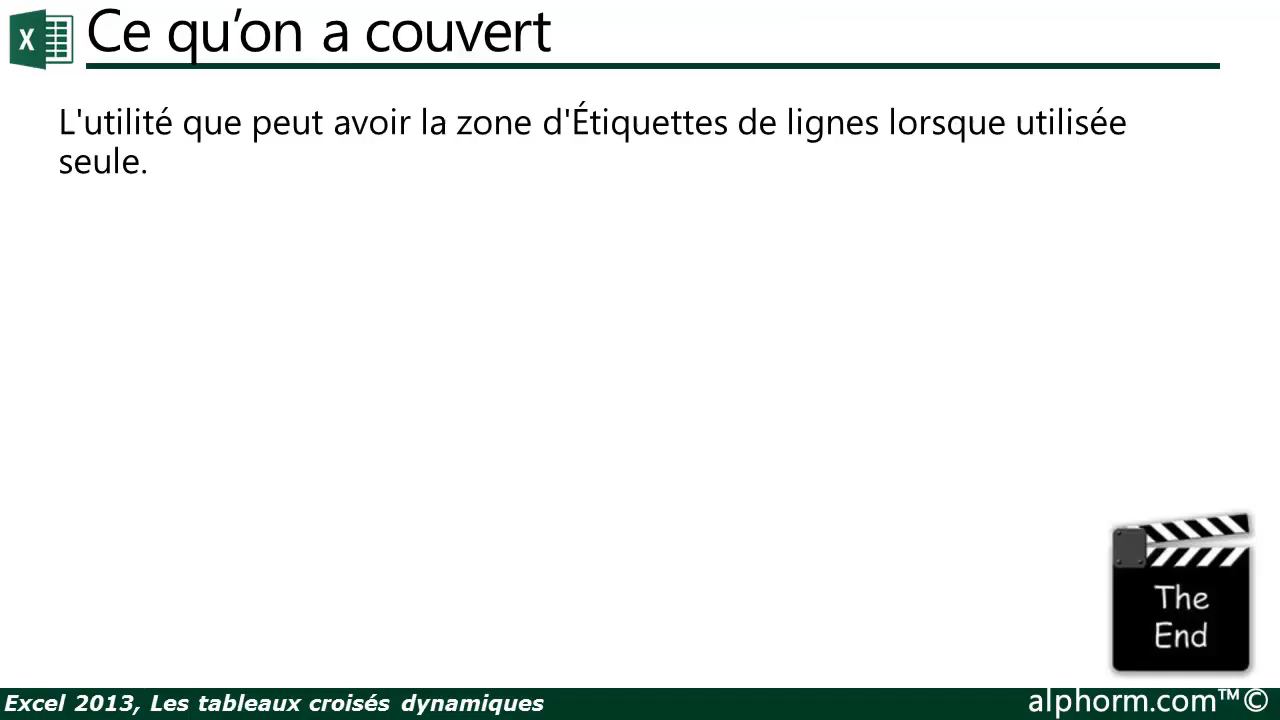 X
Ce qu’on a couvert
L'utilité que peut avoir la zone d'Étiquettes de lignes lorsque utilisée
seule.
The
End
Excel 2013, Les tableaux croisés dynamiques
alphorm.com™©